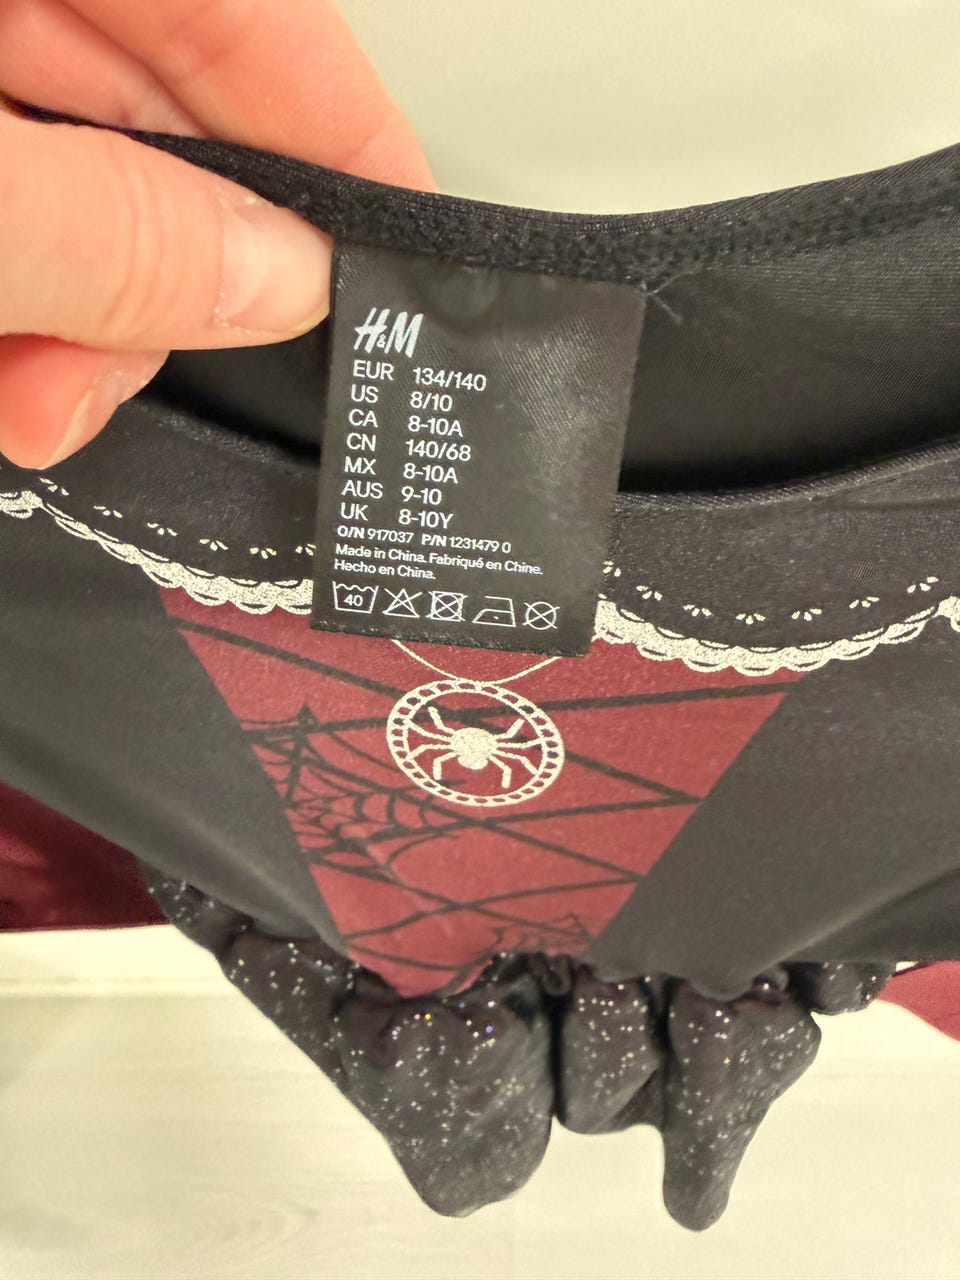 H&M
EUR 134/140
US 8/10
CA 8-10A
CN 140/68
MX 8-10A
AUS 9-10
UK 8-10Y
O/N 917037 P/N 1231479 0
Made in China. Fabriqué en Chine.
Hecho en China.
40